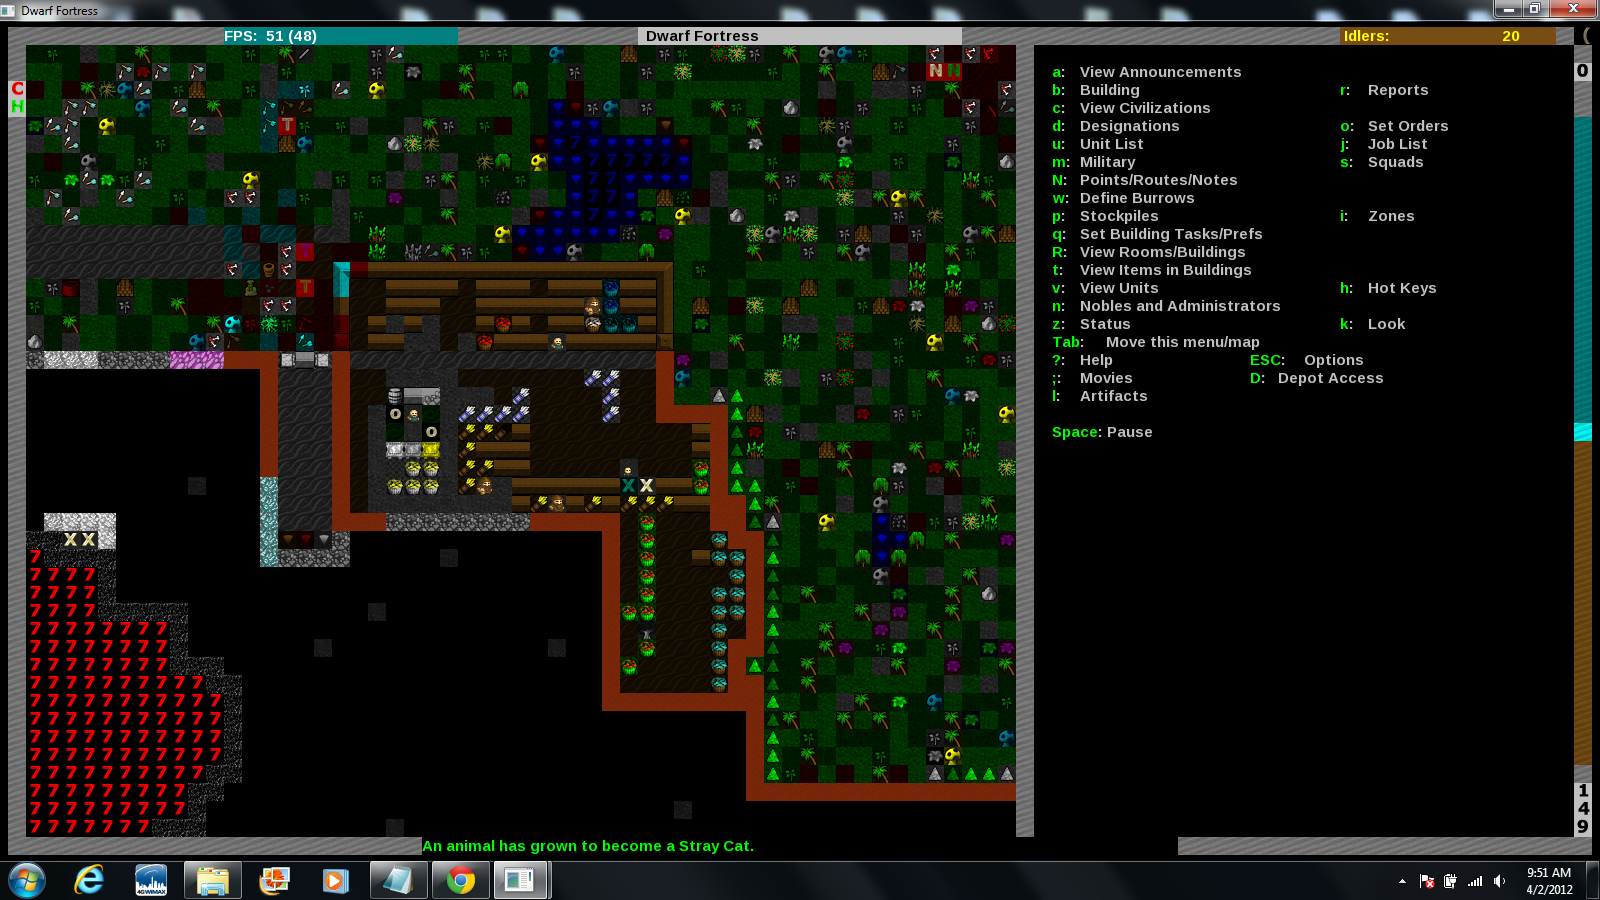 Dwarf Fortress
FPS: 51 (48)
Dwarf Fortress
Idlers: 20
C
H
N N
0
a: View Announcements
b: Building
r: Reports
c: View Civilizations
d: Designations
o: Set Orders
u: Unit List
j: Job List
m: Military
s: Squads
N: Points/Routes/Notes
w: Define Burrows
p: Stockpiles
i: Zones
q: Set Building Tasks/Prefs
R: View Rooms/Buildings
t: View Items in Buildings
v: View Units
h: Hot Keys
n: Nobles and Administrators
z: Status
k: Look
Tab: Move this menu/map
?: Help
ESC: Options
;: Movies
D: Depot Access
l: Artifacts
Space: Pause
149
An animal has grown to become a Stray Cat.
4GWIMAX
9:51 AM
4/2/2012